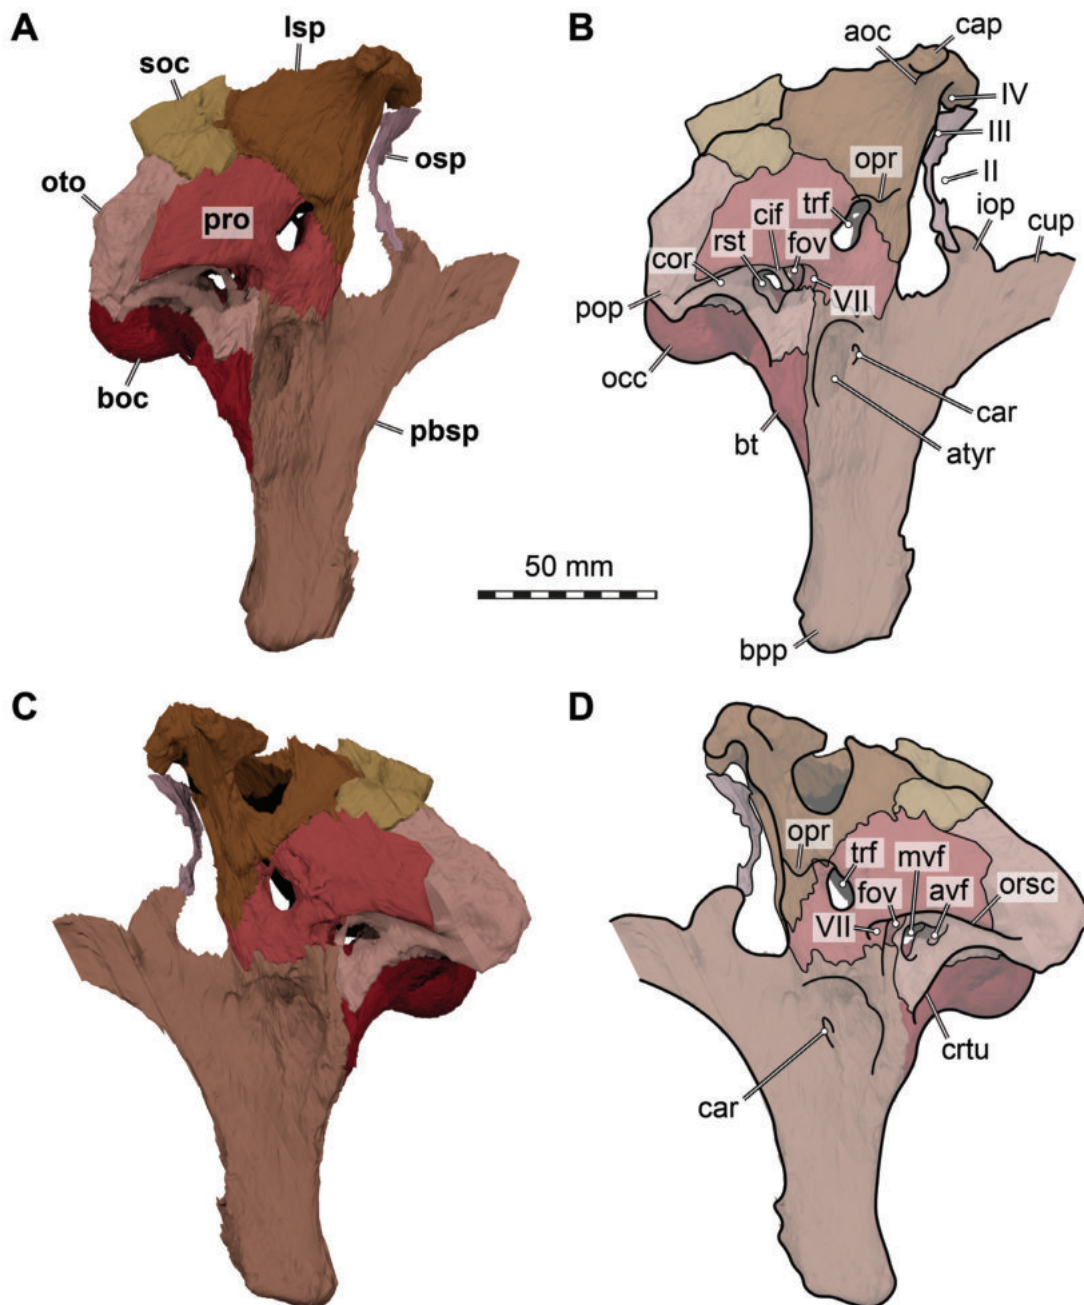 A
lsp
soc
osp
oto
pro
boc
pbsp
B
cap
aoc
IV
III
II
opr
iop
trf
cup
cif
fov
rst
cor
VII
pop
occ
car
bt
atyr
50 mm
bpp
C
D
opr
trf
mvf
fov
avf
orsc
VII
crtu
car